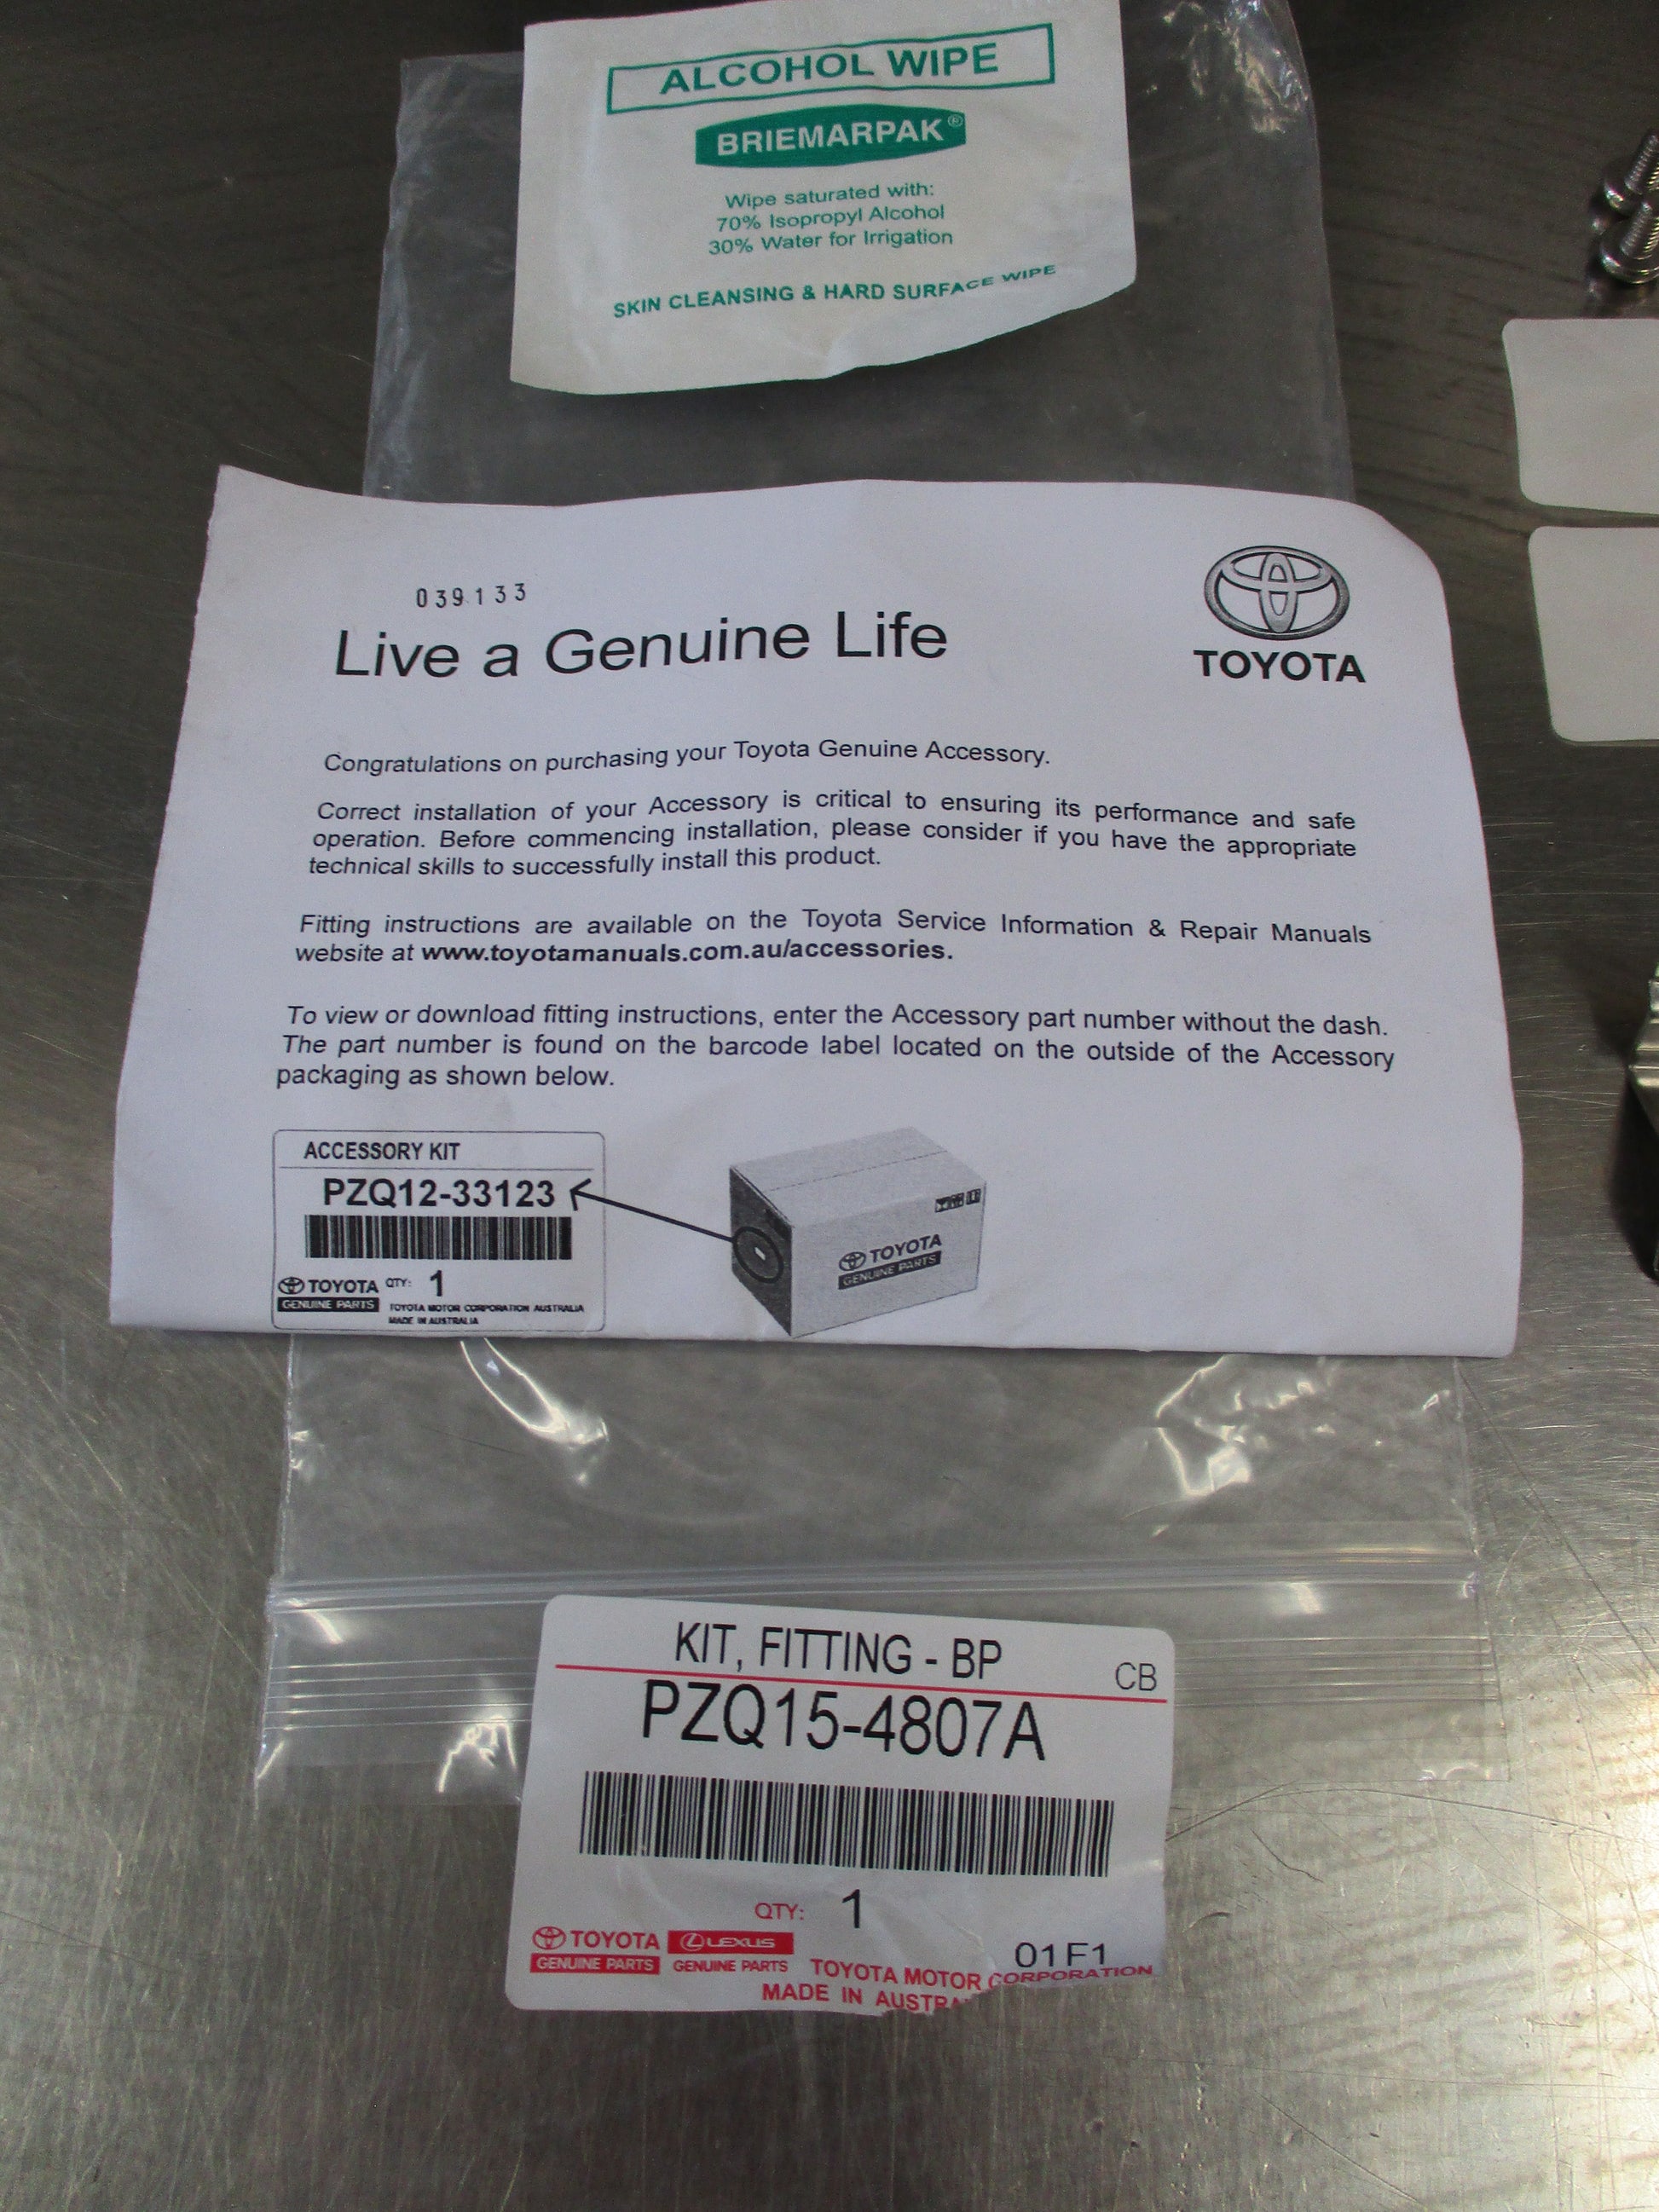 ALCOHOL WIPE
BRIEMARPAK®
Wipe saturated with:
70% Isopropyl Alcohol
30% Water for Irrigation
SKIN CLEANSING & HARD SURFACE WIPE
039133
Live a Genuine Life
TOYOTA
Congratulations on purchasing your Toyota Genuine Accessory.
Correct installation of your Accessory is critical to ensuring its performance and safe
operation. Before commencing installation, please consider if you have the appropriate
technical skills to successfully install this product.
Fitting instructions are available on the Toyota Service Information & Repair Manuals
website at www.toyotamanuals.com.au/accessories.
To view or download fitting instructions, enter the Accessory part number without the dash.
The part number is found on the barcode label located on the outside of the Accessory
packaging as shown below.
ACCESSORY KIT
PZQ12-33123
TOYOTA QTY: 1
GENUINE PARTS TOYOTA MOTOR CORPORATION AUSTRALIA
MADE IN AUSTRALIA
TOYOTA
GENUINE PARTS
KIT, FITTING - BP
CB
PZQ15-4807A
QTY: 1
TOYOTA LEXUS 01F1
GENUINE PARTS GENUINE PARTS TOYOTA MOTOR CORPORATION
MADE IN AUSTRA